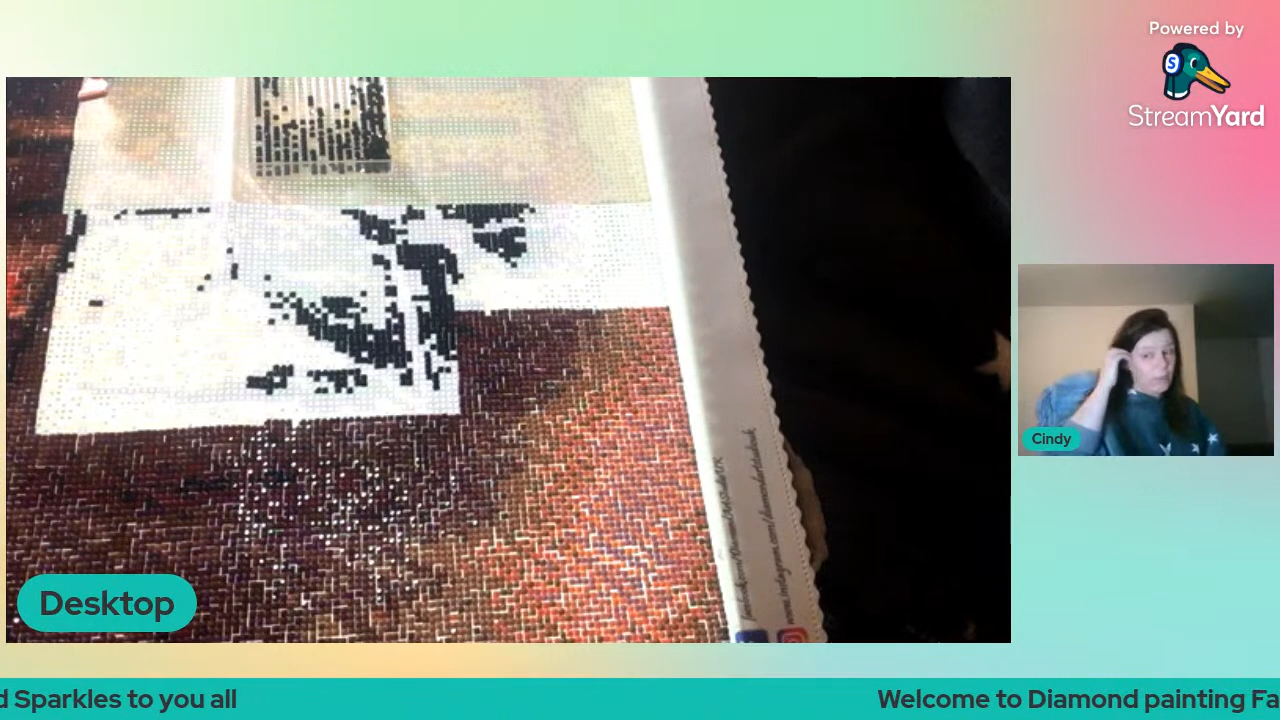 Powered by
S
StreamYard
Cindy
Desktop
d Sparkles to you all
Welcome to Diamond painting Fa